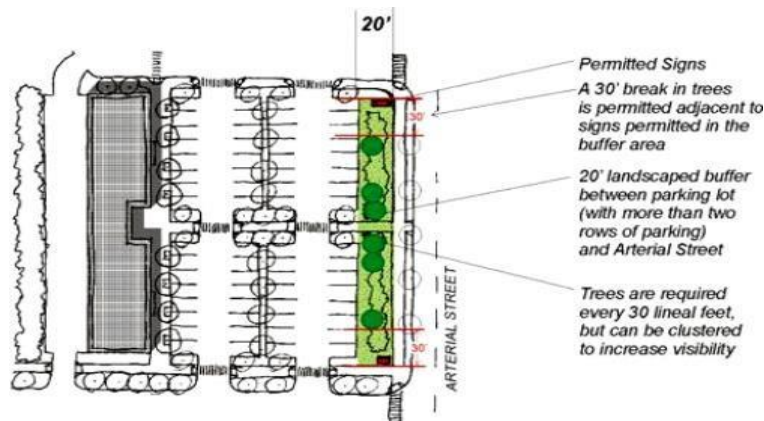 20'
Permitted Signs
A 30' break in trees
is permitted adjacent to
signs permitted in the
buffer area
30'
20' landscaped buffer
between parking lot
(with more than two
rows of parking)
and Arterial Street
Trees are required
every 30 lineal feet,
but can be clustered
to increase visibility
30'
ARTERIAL STREET